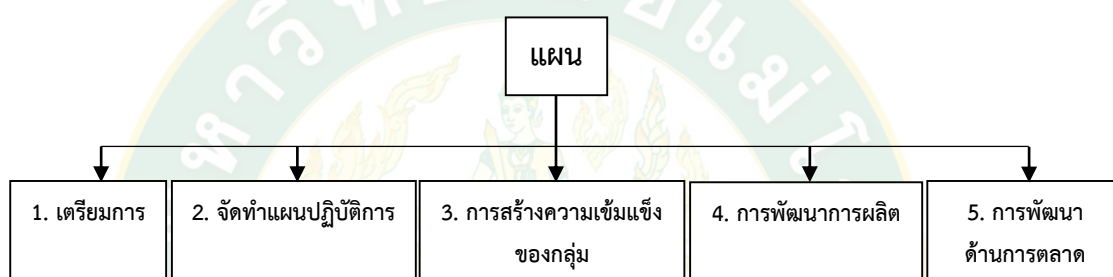 แผน
1. เตรียมการ
2. จัดทำแผนปฏิบัติการ
3. การสร้างความเข้มแข็ง
ของกลุ่ม
4. การพัฒนาการผลิต
5. การพัฒนา
ด้านการตลาด